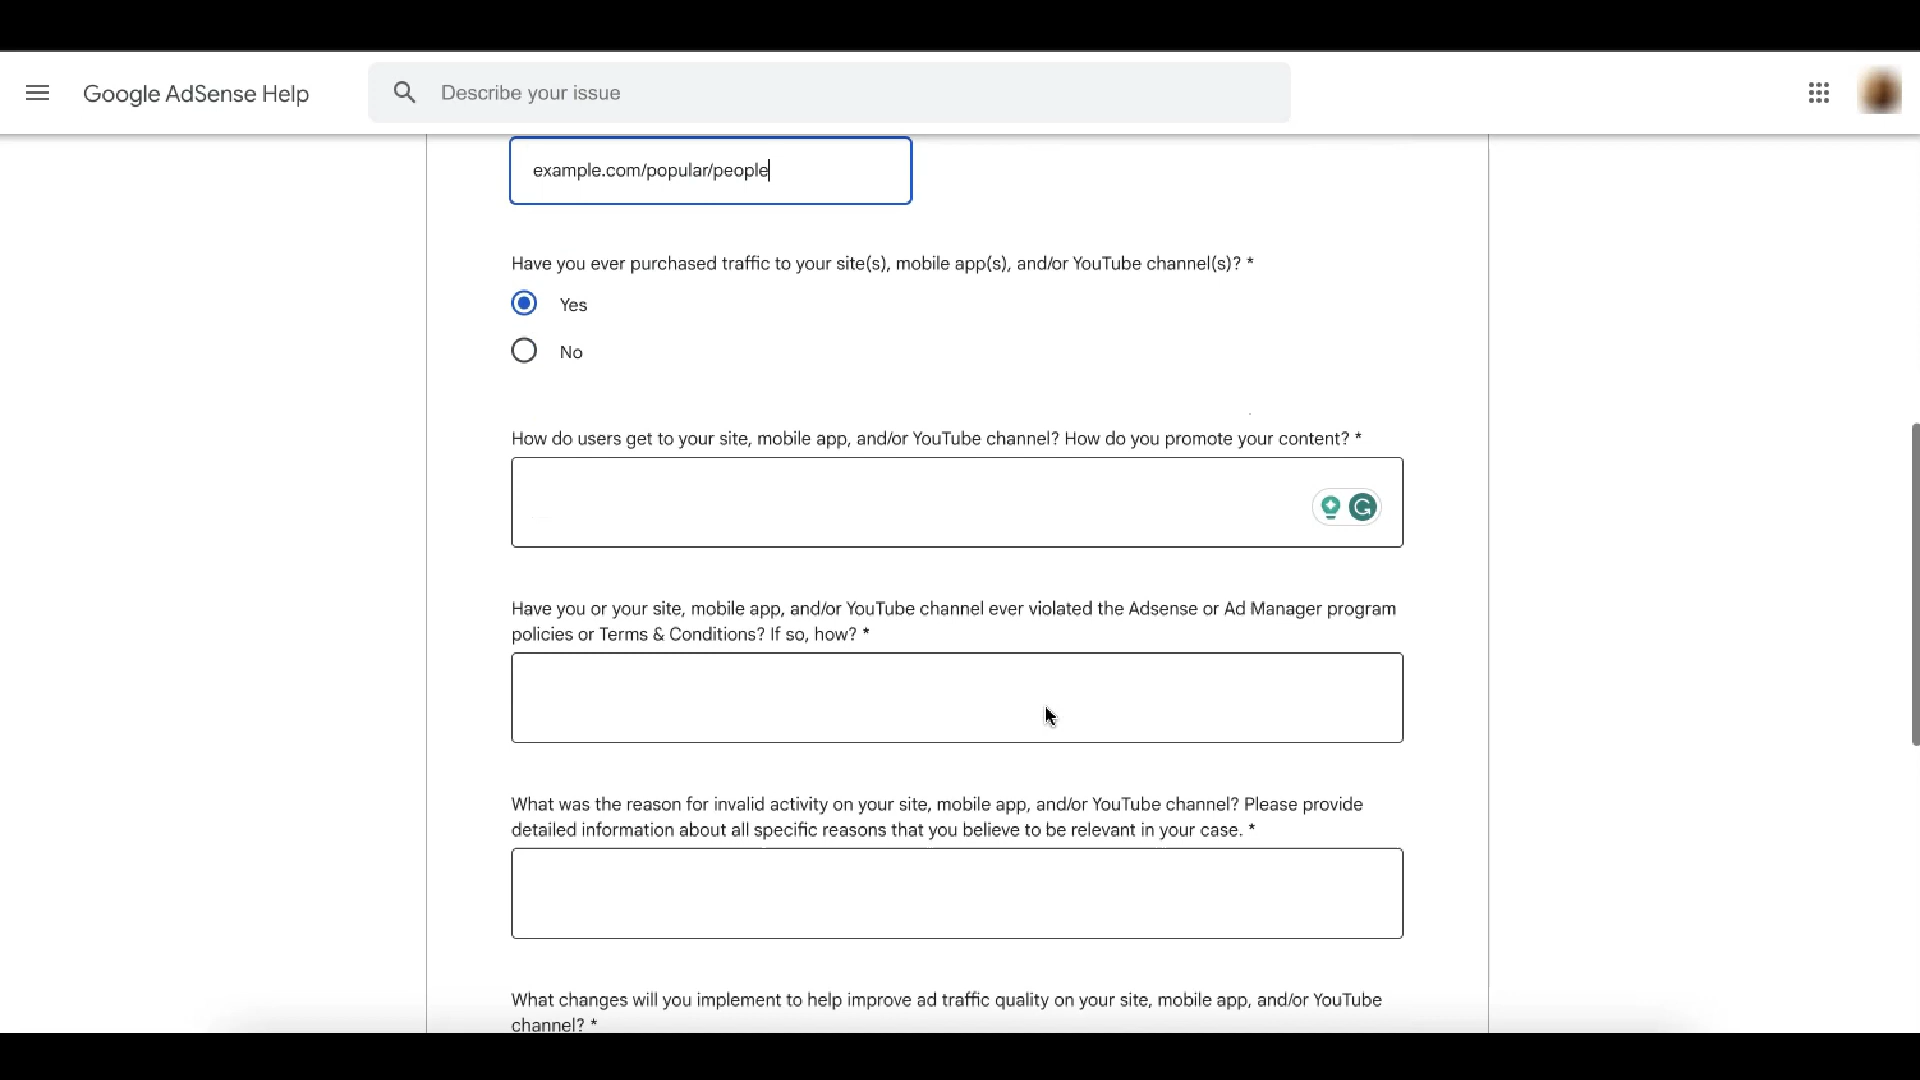 Google AdSense Help
Describe your issue
example.com/popular/people
Have you ever purchased traffic to your site(s), mobile app(s), and/or YouTube channel(s)? *
Yes
No
How do users get to your site, mobile app, and/or YouTube channel? How do you promote your content? *
Have you or your site, mobile app, and/or YouTube channel ever violated the Adsense or Ad Manager program
policies or Terms & Conditions? If so, how? *
What was the reason for invalid activity on your site, mobile app, and/or YouTube channel? Please provide
detailed information about all specific reasons that you believe to be relevant in your case. *
What changes will you implement to help improve ad traffic quality on your site, mobile app, and/or YouTube
channel? *